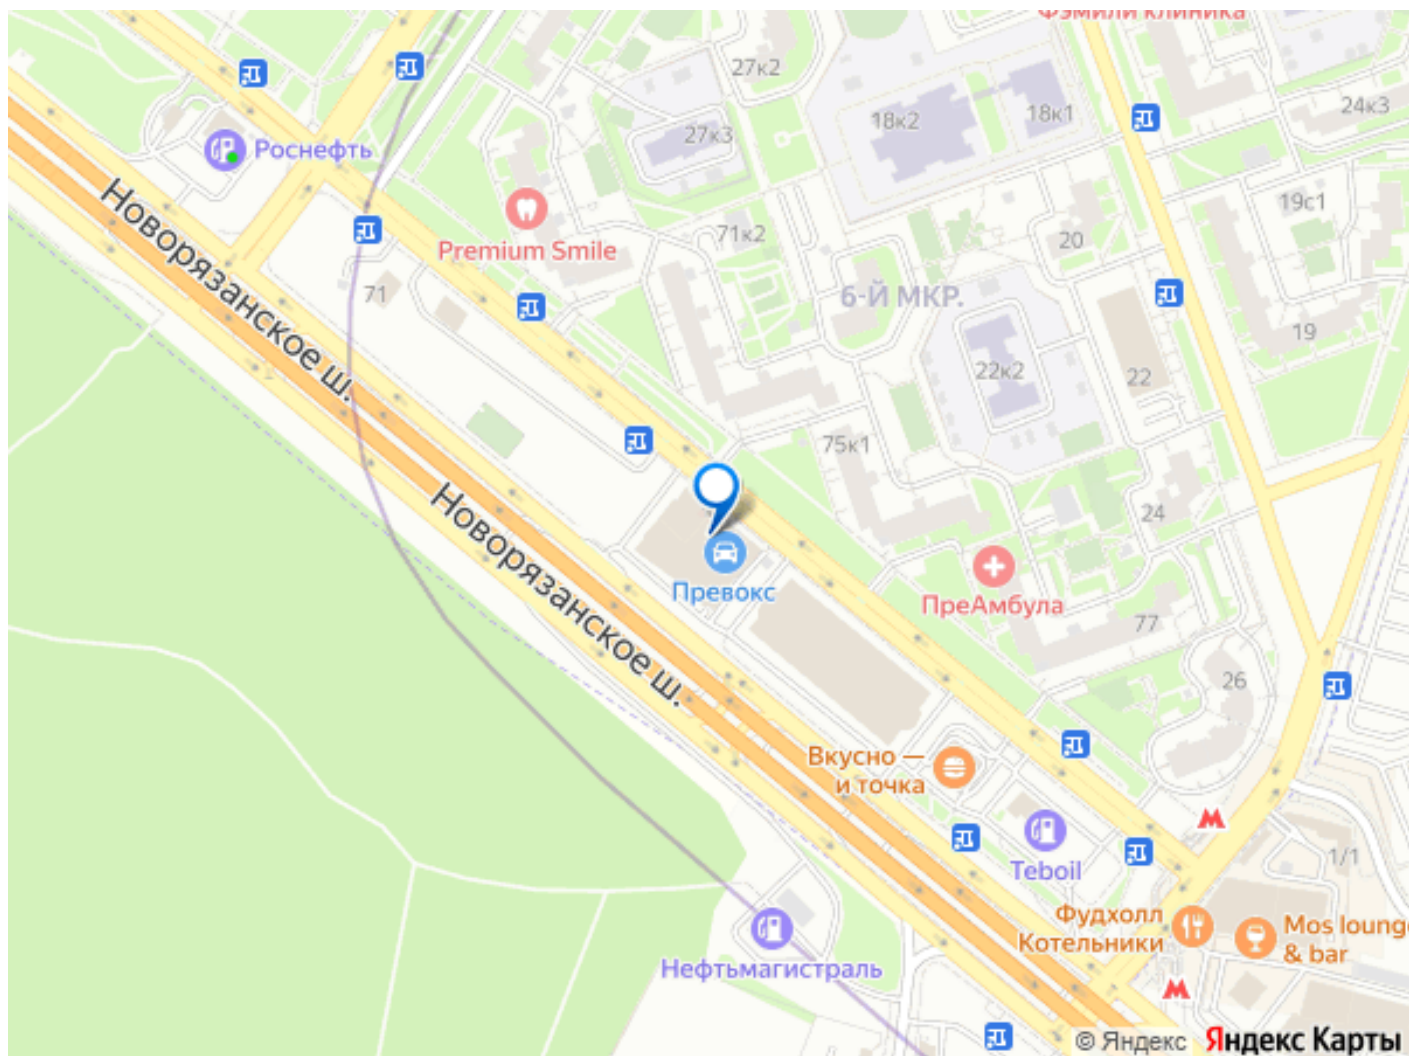 Фэмили клиника
27к2
24к3
18к1
18к2
27к3
Роснефть
19с1
71к2
20
Premium Smile
71
6-Й МКР.
19
Новорязанское ш.
22к2
22
75к1
24
Новорязанское ш.
Превокс
ПреАмбула
77
26
Вкусно —
и точка
Teboil
1/1
Фудхолл
Котельники
Mos lounge
& bar
Нефтьмагистраль
© Яндекс Яндекс Карты